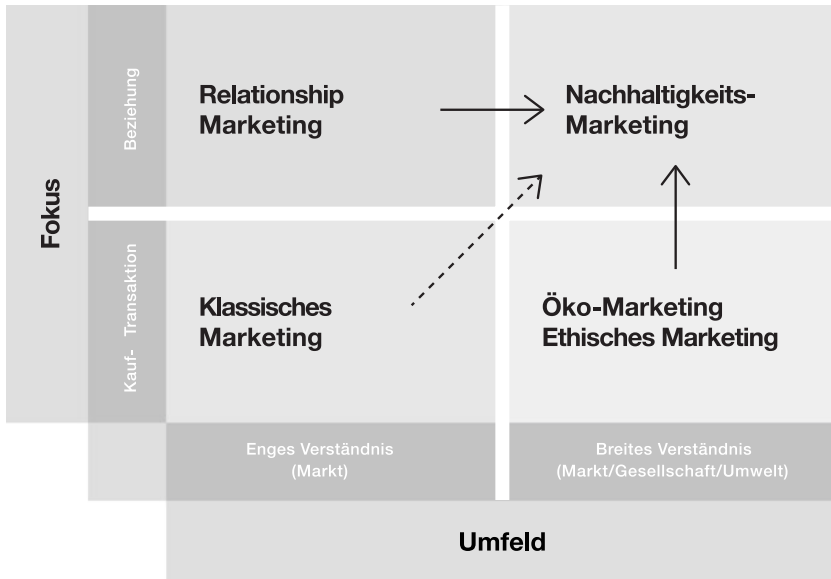 Fokus
Beziehung
Relationship
Marketing
Nachhaltigkeits-
Marketing
Kauf- Transaktion
Klassisches
Marketing
Öko-Marketing
Ethisches Marketing
Enges Verständnis
(Markt)
Breites Verständnis
(Markt/Gesellschaft/Umwelt)
Umfeld